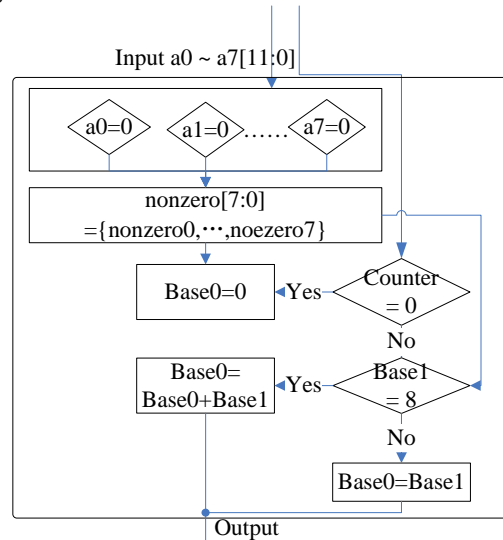 Input a0 ~ a7[11:0]
a0=0
a1=0
……
a7=0
nonzero[7:0]
={nonzero0,⋯,noezero7}
Counter
= 0
Yes
Base0=0
No
Base1
= 8
Yes
Base0=
Base0+Base1
No
Base0=Base1
Output